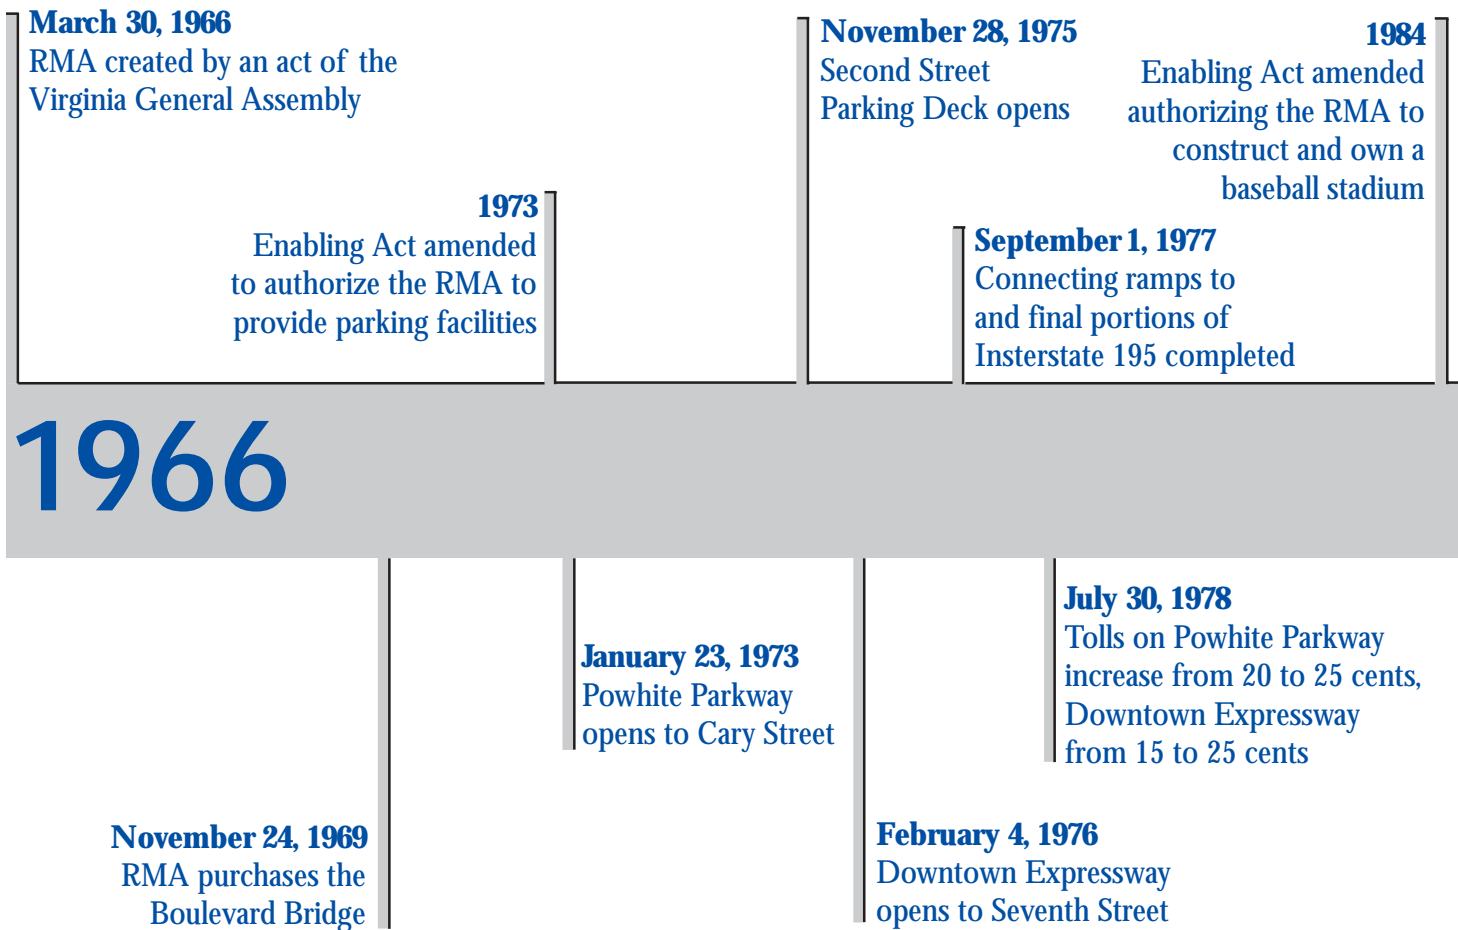 March 30, 1966
RMA created by an act of the
Virginia General Assembly
1973
Enabling Act amended
to authorize the RMA to
provide parking facilities
November 28, 1975
Second Street
Parking Deck opens
September 1, 1977
Connecting ramps to
and final portions of
Insterstate 195 completed
1984
Enabling Act amended
authorizing the RMA to
construct and own a
baseball stadium
1966
November 24, 1969
RMA purchases the
Boulevard Bridge
January 23, 1973
Powhite Parkway
opens to Cary Street
February 4, 1976
Downtown Expressway
opens to Seventh Street
July 30, 1978
Tolls on Powhite Parkway
increase from 20 to 25 cents,
Downtown Expressway
from 15 to 25 cents